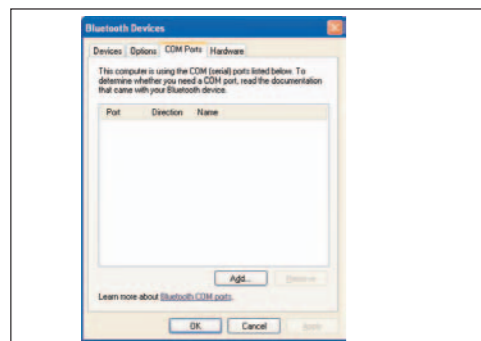 Bluetooth Devices
Devices Options COM Ports Hardware
This computer is using the COM (serial) ports listed below. To
determine whether you need a COM port, read the documentation
that came with your Bluetooth device.
Port Direction Name
Add... Remove
Learn more about Bluetooth COM ports.
OK Cancel Apply